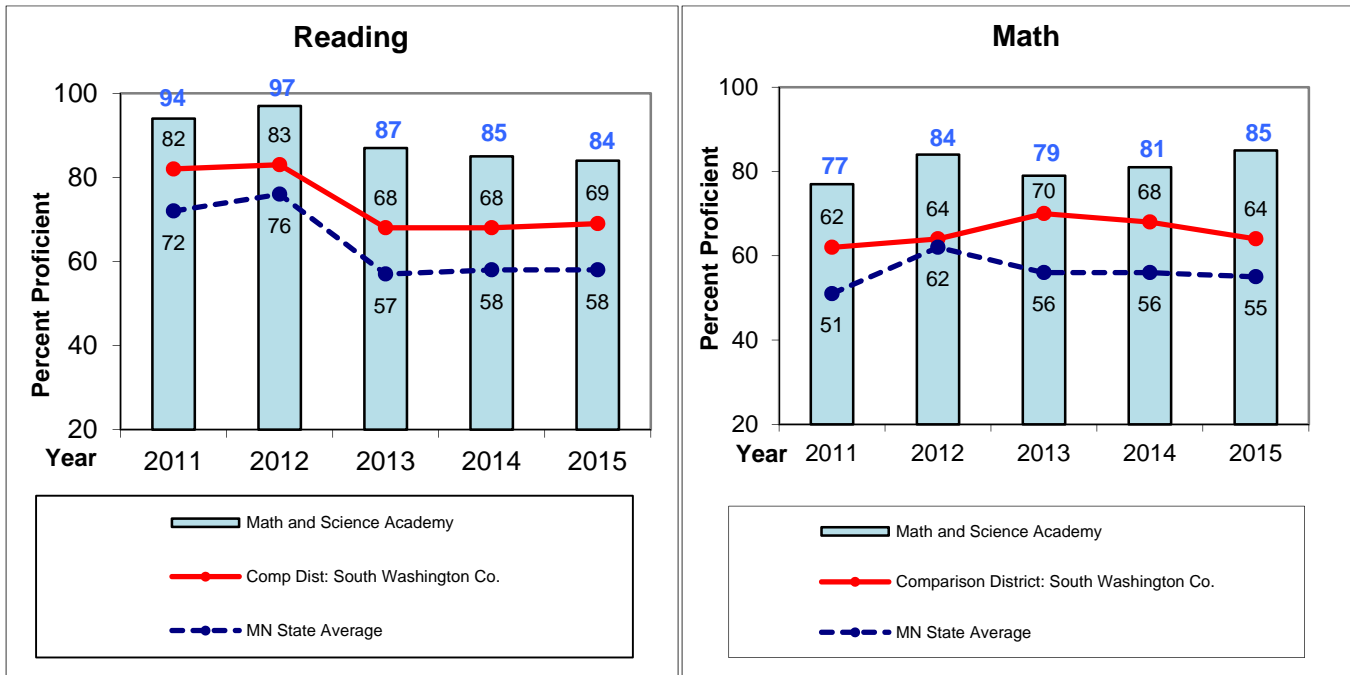 Reading
100
80
60
40
20
Percent Proficient
94
97
87
85
84
82
83
68
68
69
72
76
57
58
58
Year
2011 2012 2013 2014 2015
Math and Science Academy
Comp Dist: South Washington Co.
MN State Average
Math
100
80
60
40
20
Percent Proficient
77
84
79
81
85
62
64
70
68
64
51
62
56
56
55
Year
2011 2012 2013 2014 2015
Math and Science Academy
Comparison District: South Washington Co.
MN State Average